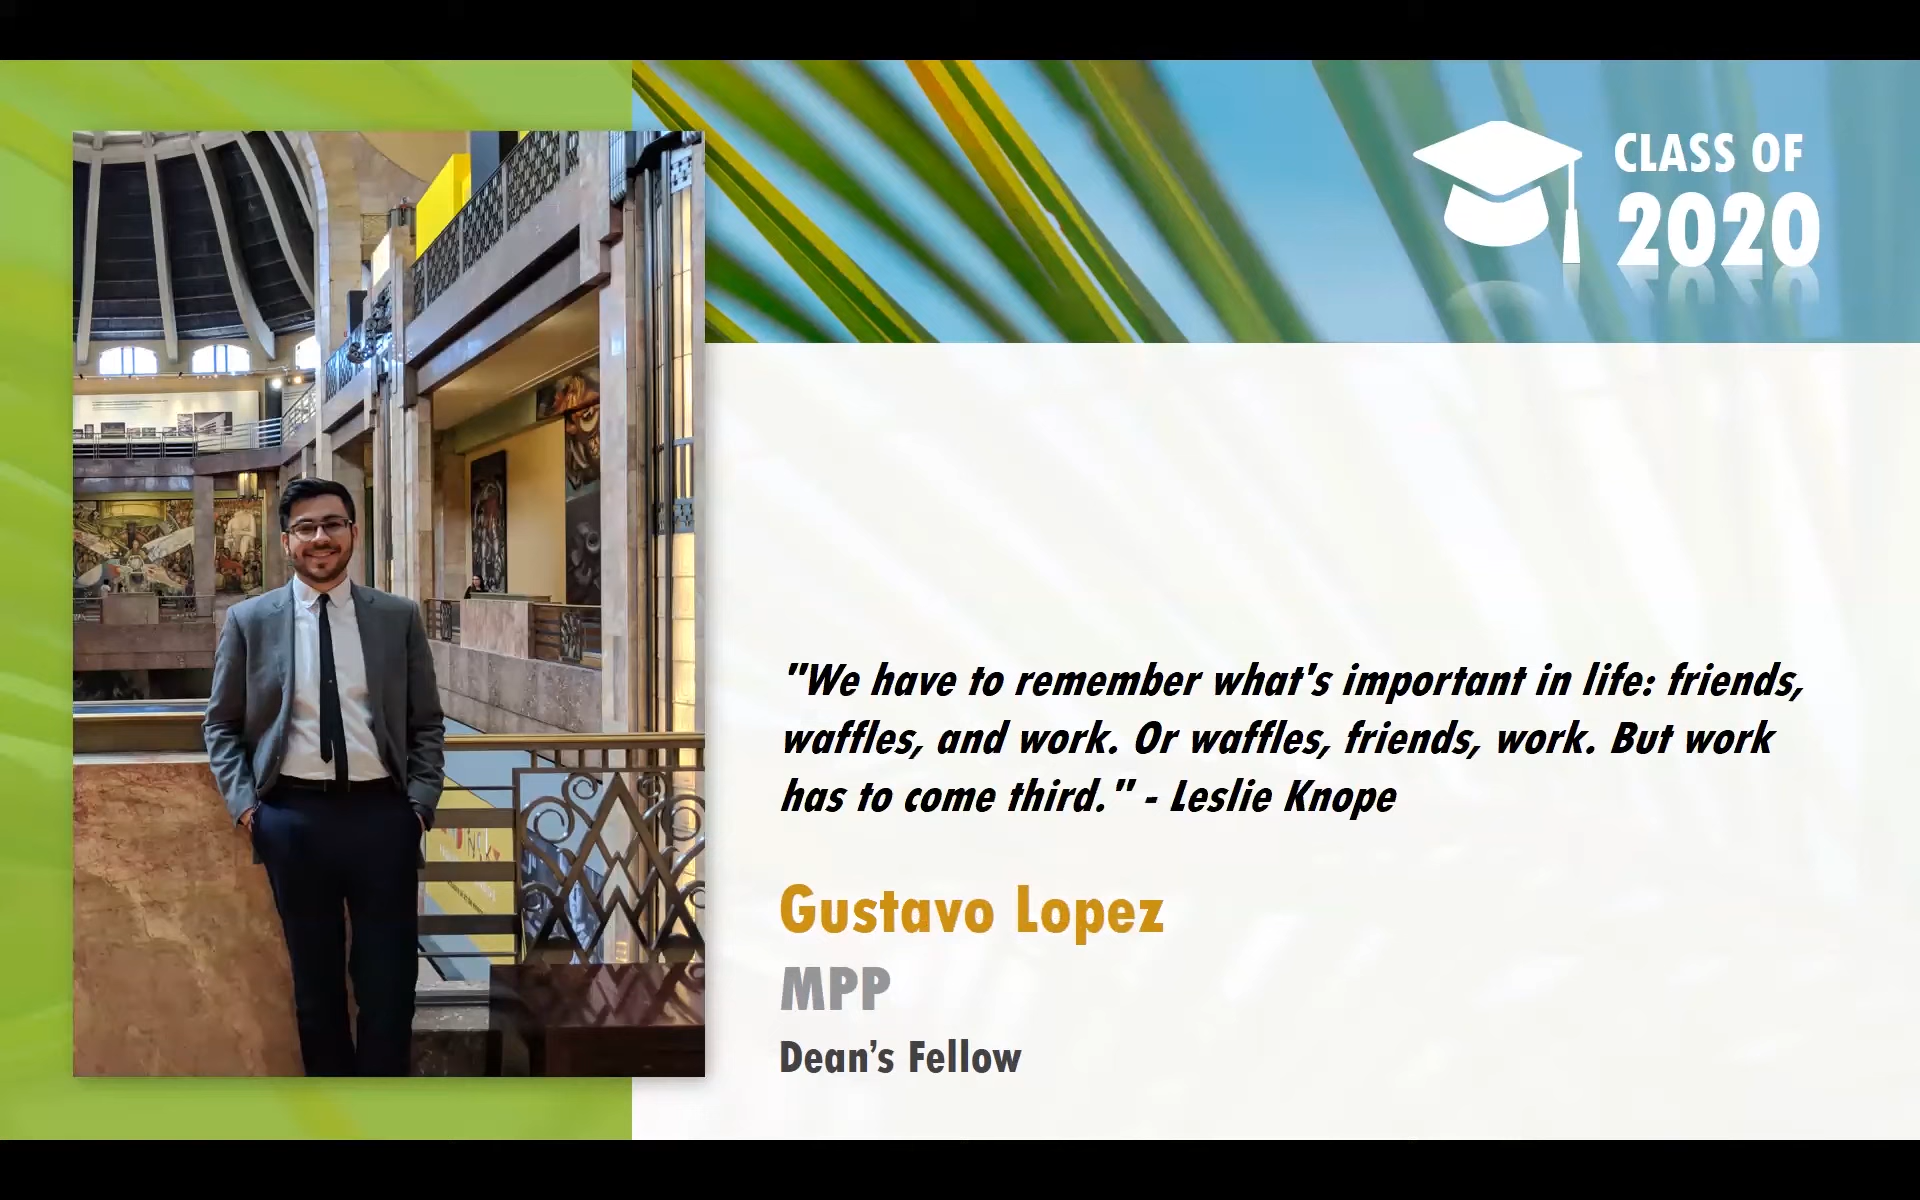 CLASS OF
2020
"We have to remember what's important in life: friends,
waffles, and work. Or waffles, friends, work. But work
has to come third." - Leslie Knope
Gustavo Lopez
MPP
Dean’s Fellow